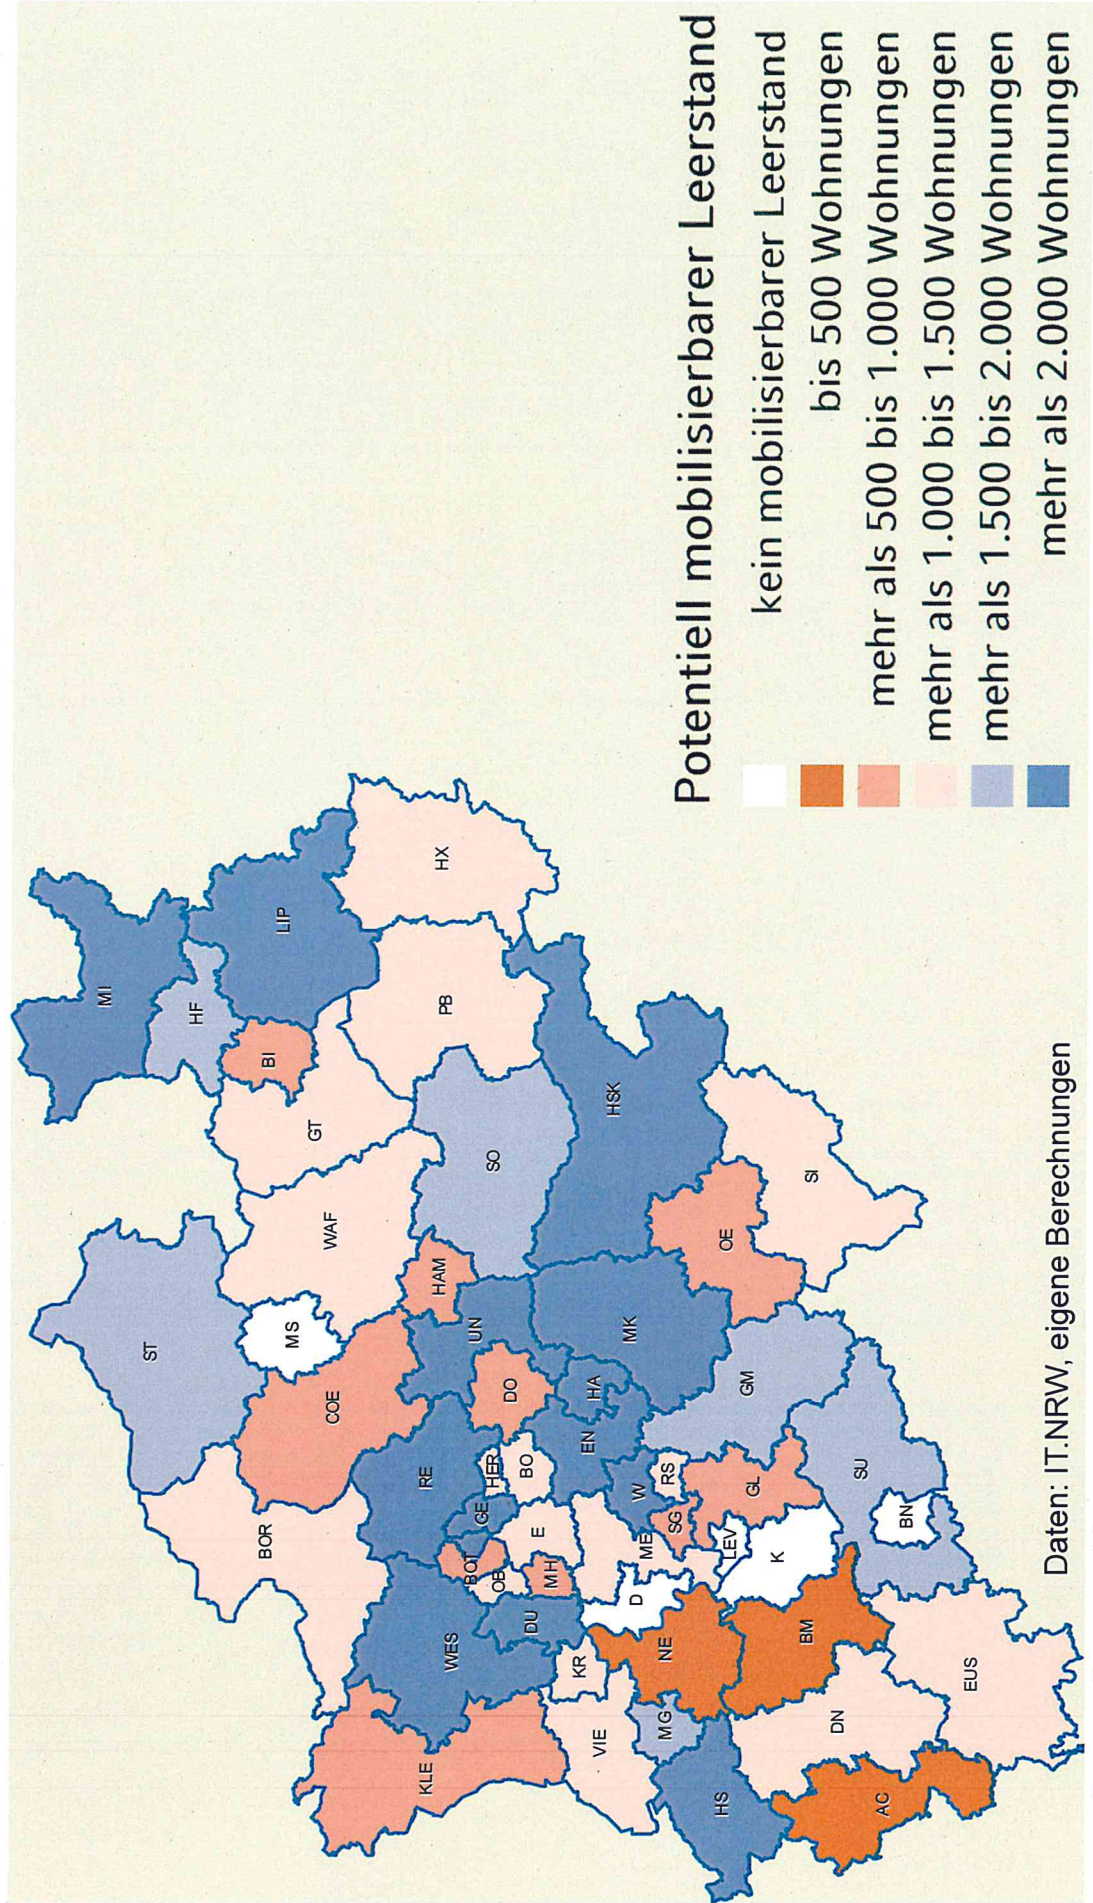 Potentiell mobilisierbarer Leerstand
kein mobilisierbarer Leerstand
bis 500 Wohnungen
mehr als 500 bis 1.000 Wohnungen
mehr als 1.000 bis 1.500 Wohnungen
mehr als 1.500 bis 2.000 Wohnungen
mehr als 2.000 Wohnungen
MI
HF
LIP
BI
HX
GT
PB
ST
WAF
MS
SO
HAM
COE
UN
HSK
BOR
RE
DO
HER
BO
HA
MK
EN
OE
SI
GE
BOT
E
OB
MH
W
RS
GM
KLE
WES
DU
ME
SG
GL
LEV
D
K
SU
BN
KR
NE
BM
VIE
MG
DN
EUS
HS
AC
Daten: IT.NRW, eigene Berechnungen